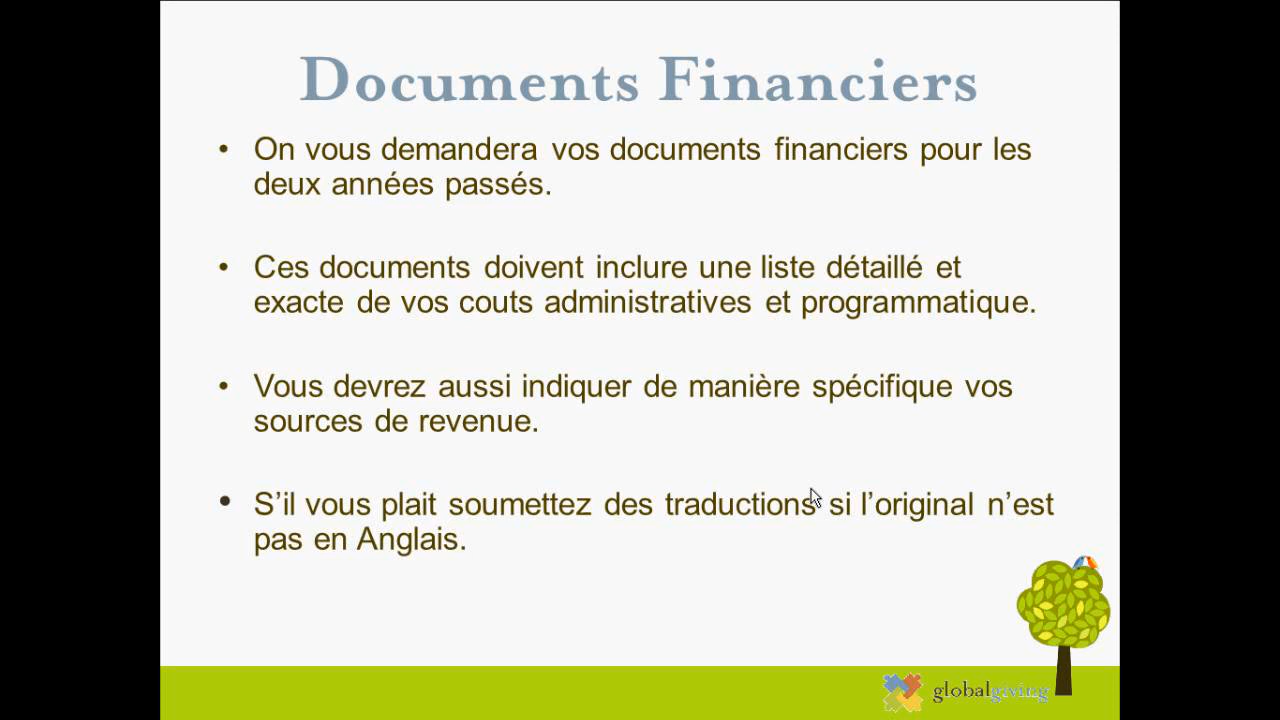 Documents Financiers
• On vous demandera vos documents financiers pour les
deux années passés.
• Ces documents doivent inclure une liste détaillé et
exacte de vos couts administratives et programmatique.
• Vous devrez aussi indiquer de manière spécifique vos
sources de revenue.
• S’il vous plait soumettez des traductions si l’original n’est
pas en Anglais.
globalgiving